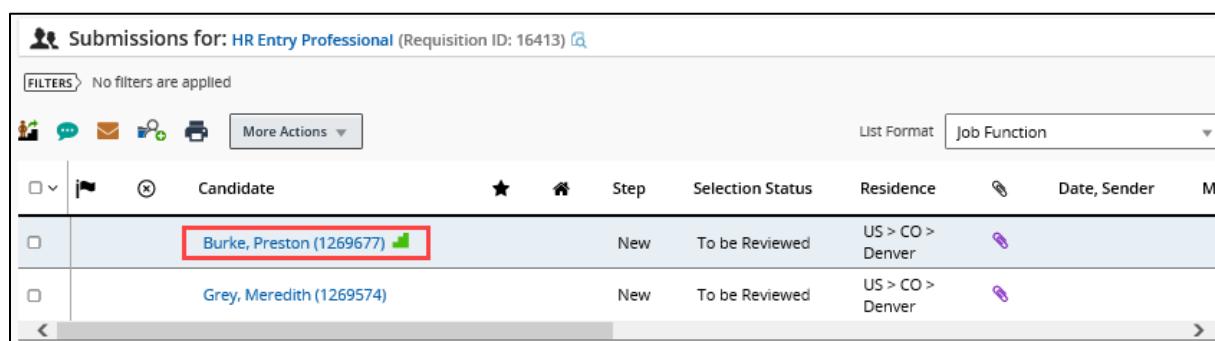 Submissions for: HR Entry Professional (Requisition ID: 16413)
FILTERS No filters are applied
More Actions List Format Job Function
Candidate Step Selection Status Residence Date, Sender M
Burke, Preston (1269677) New To be Reviewed US > CO > Denver
Grey, Meredith (1269574) New To be Reviewed US > CO > Denver